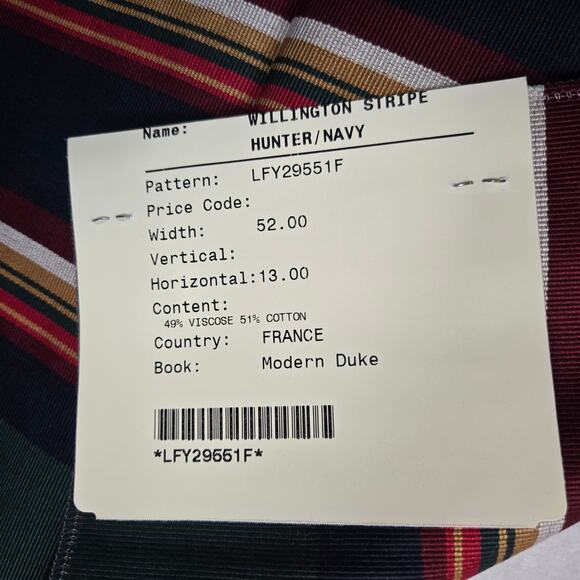 Name: WILLINGTON STRIPE
HUNTER/NAVY
Pattern: LFY29551F
Price Code:
Width: 52.00
Vertical:
Horizontal:13.00
Content:
49% VISCOSE 51% COTTON
Country: FRANCE
Book: Modern Duke
*LFY29551F*